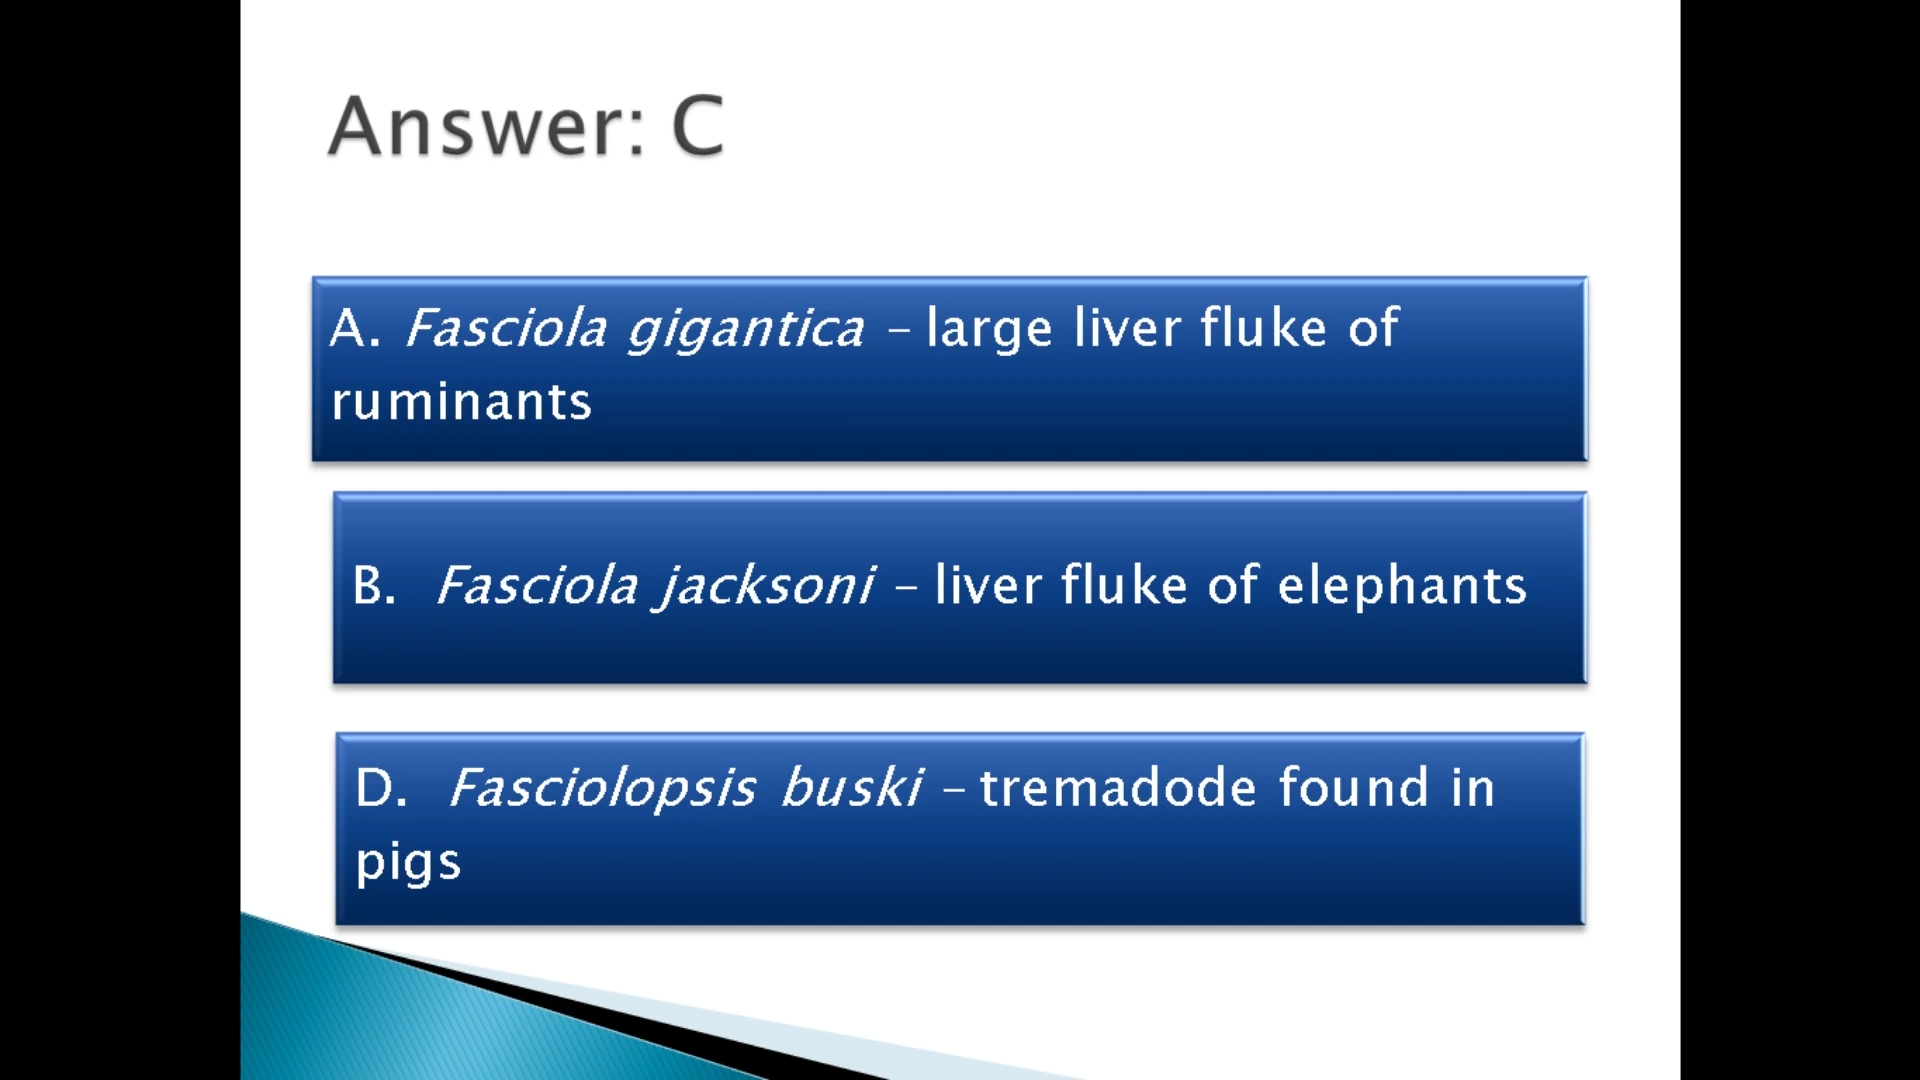 Answer: C
A. Fasciola gigantica – large liver fluke of
ruminants
B. Fasciola jacksoni – liver fluke of elephants
D. Fasciolopsis buski – tremadode found in
pigs